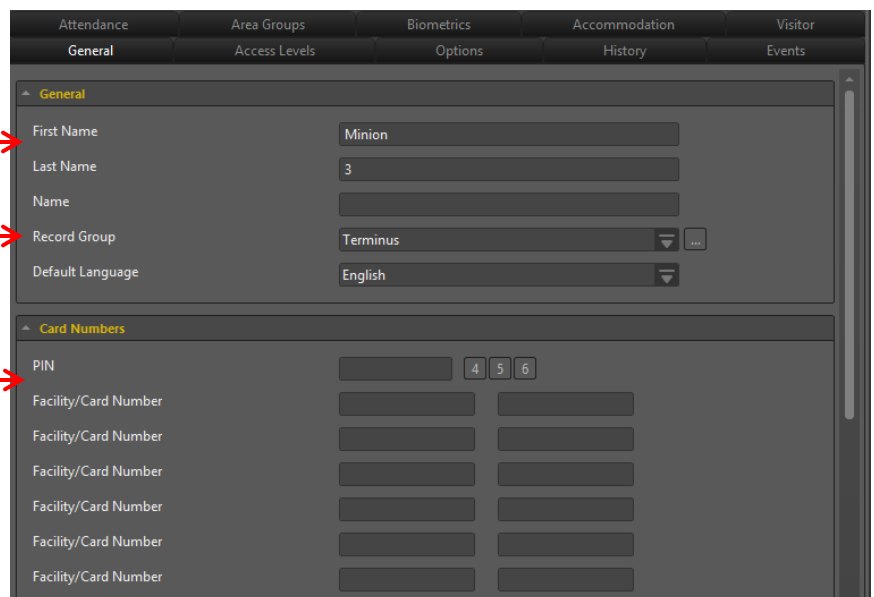 Attendance Area Groups Biometrics Accommodation Visitor
General Access Levels Options History Events
General
First Name Minion
Last Name 3
Name
Record Group Terminus ...
Default Language English
Card Numbers
PIN 4 5 6
Facility/Card Number
Facility/Card Number
Facility/Card Number
Facility/Card Number
Facility/Card Number
Facility/Card Number